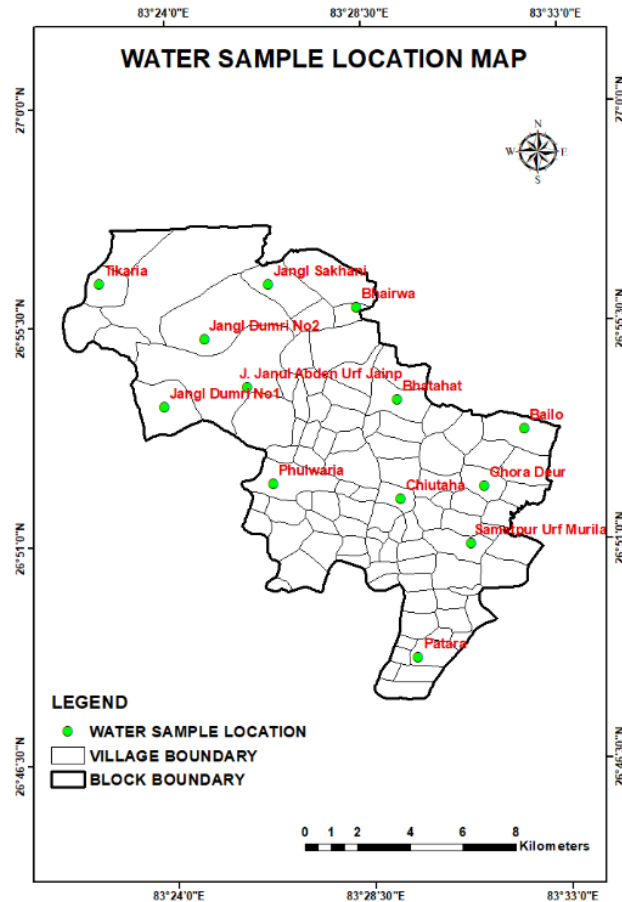 83°24'0"E 83°28'30"E 83°33'0"E
WATER SAMPLE LOCATION MAP
27°0'0"N 27°0'0"N
N
W E
S
Tikaria
Jangl Sakhani
Bhairwa
Jangl Dumri No2
26°55'30"N 26°55'30"N
J. Janul Abden Urf Jainp
Jangl Dumri No1
Bhatahat
Bailo
Phulwaria
Chiutaha
Ghora Deur
Samatpur Urf Murila
26°51'0"N 26°51'0"N
Patara
LEGEND
WATER SAMPLE LOCATION
VILLAGE BOUNDARY
BLOCK BOUNDARY
26°46'30"N 26°46'30"N
0 1 2 4 6 8
Kilometers
83°24'0"E 83°28'30"E 83°33'0"E